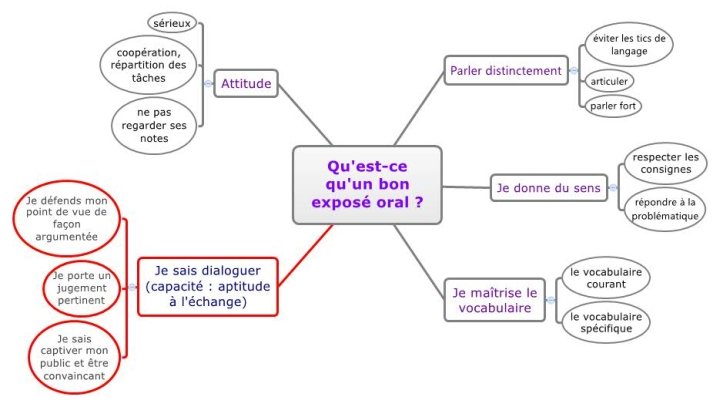 Qu'est-ce
qu'un bon
exposé oral ?
Attitude
sérieux
coopération,
répartition des
tâches
ne pas
regarder ses
notes
Parler distinctement
éviter les tics de
langage
articuler
parler fort
Je donne du sens
respecter les
consignes
répondre à la
problématique
Je maîtrise le
vocabulaire
le vocabulaire
courant
le vocabulaire
spécifique
Je sais dialoguer
(capacité : aptitude
à l'échange)
Je défends mon
point de vue de
façon
argumentée
Je porte un
jugement
pertinent
Je sais
captiver mon
public et être
convaincant